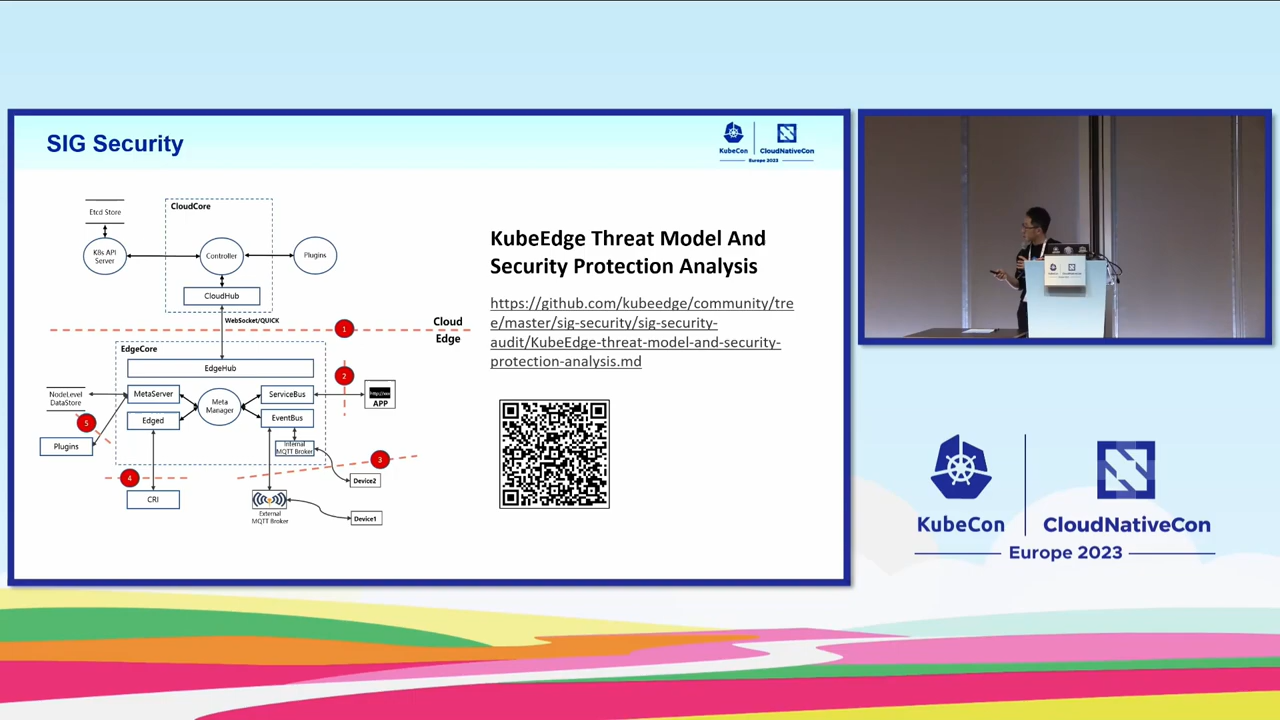 SIG Security
KubeCon
CloudNativeCon
Europe 2023
Etcd Store
CloudCore
K8s API
Server
Controller
Plugins
CloudHub
WebSocket/QUICK
1
Cloud
Edge
EdgeCore
EdgeHub
2
NodeLevel
DataStore
MetaServer
Meta
Manager
ServiceBus
APP
Edged
EventBus
5
Plugins
Internal
MQTT Broker
3
4
Device2
CRI
External
MQTT Broker
Device1
KubeEdge Threat Model And
Security Protection Analysis
https://github.com/kubeedge/community/tre
e/master/sig-security/sig-security-
audit/KubeEdge-threat-model-and-security-
protection-analysis.md
KubeCon
CloudNativeCon
Europe 2023